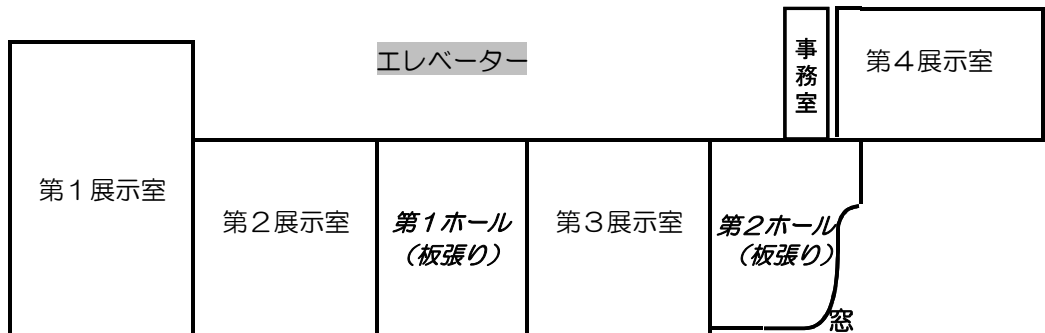 エレベーター
事務室
第４展示室
第１展示室
第２展示室
第１ホール
（板張り）
第３展示室
第２ホール
（板張り）
窓